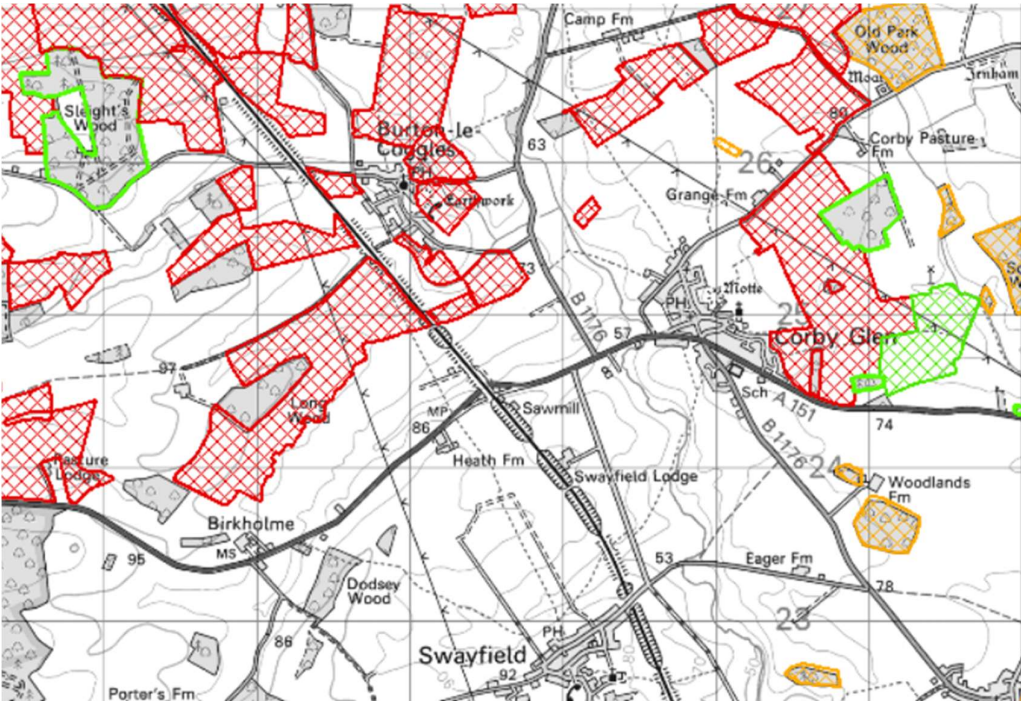 Camp Fm
Old Park
Wood
Moat
Irnham
Sleight's
Wood
80
Burton-le-
Coggles
PH
63
26
Corby Pasture
Fm
Grange Fm
Earthwork
73
Motte
PH
25
B 1176
57
Corby Glen
97
Long
Wood
MP
86
Sawmill
Sch
A 151
74
B 1176
Heath Fm
Pasture
Lodge
Swayfield Lodge
24
Woodlands
Fm
Birkholme
MS
95
53
Eager Fm
78
Dodsey
Wood
86
23
PH
Swayfield
92
Porter's Fm